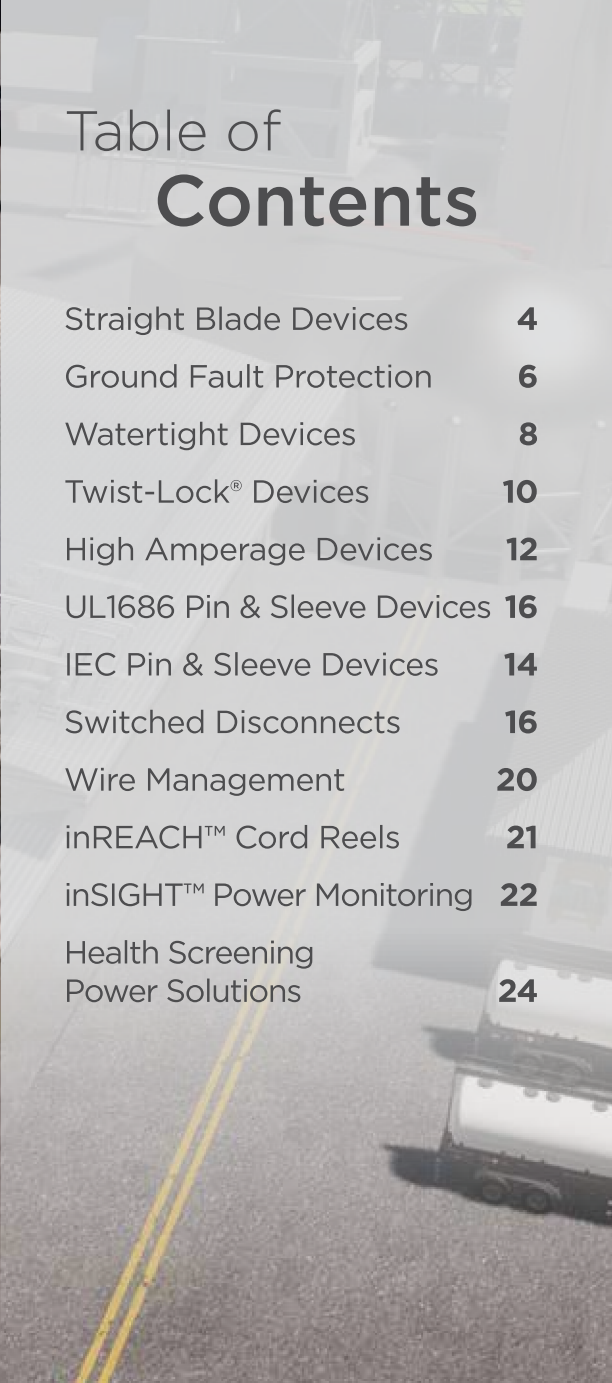 Table of
Contents
Straight Blade Devices 4
Ground Fault Protection 6
Watertight Devices 8
Twist-Lock® Devices 10
High Amperage Devices 12
UL1686 Pin & Sleeve Devices 16
IEC Pin & Sleeve Devices 14
Switched Disconnects 16
Wire Management 20
inREACH™ Cord Reels 21
inSIGHT™ Power Monitoring 22
Health Screening
Power Solutions 24